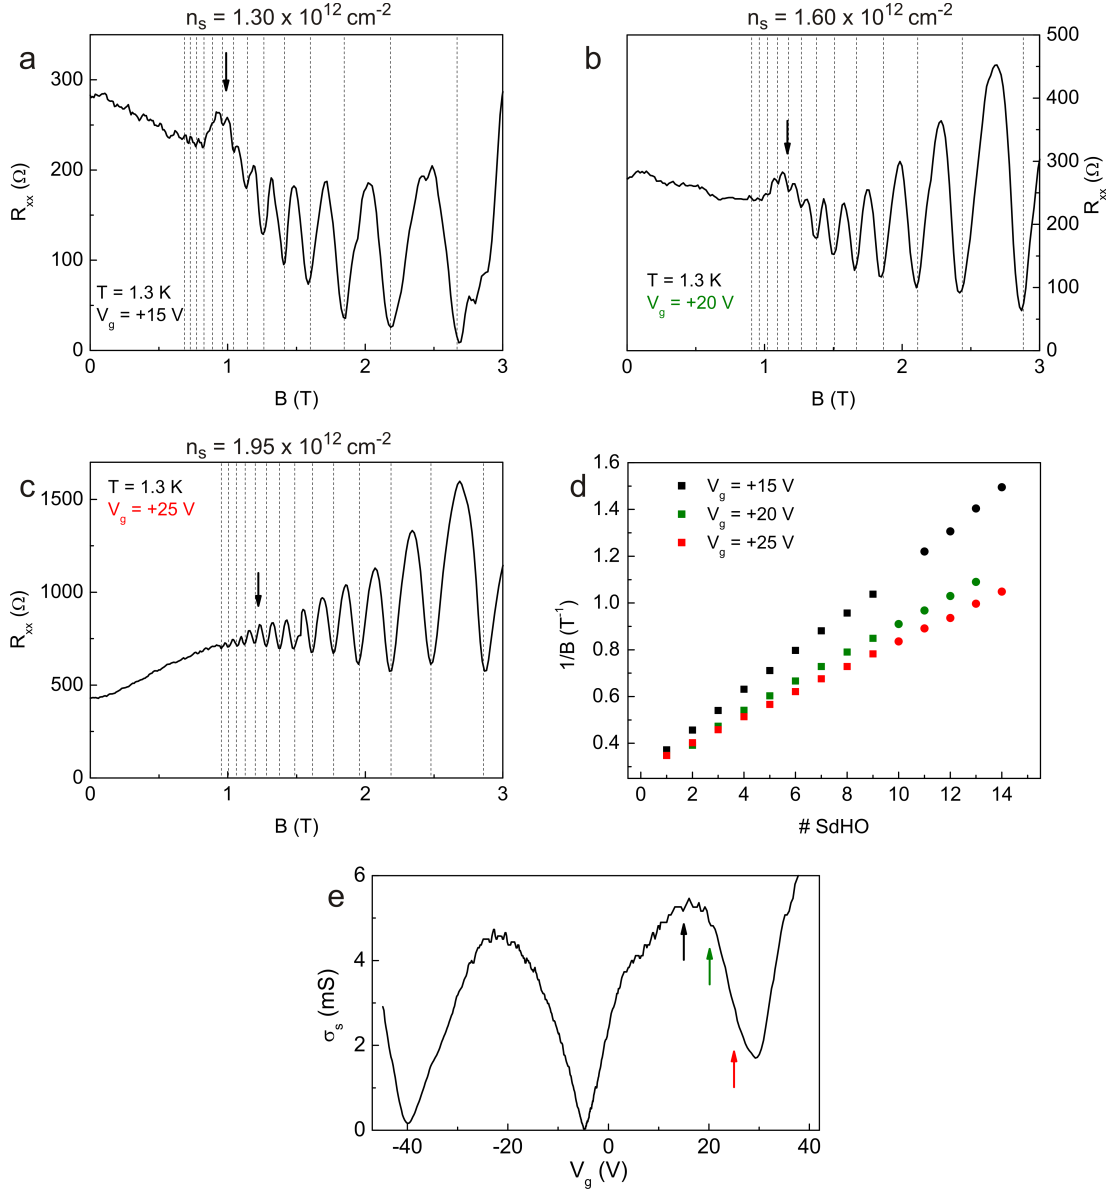 n_s = 1.30 x 10^12 cm^-2
n_s = 1.60 x 10^12 cm^-2
a
300
200
100
0
R_xx (Ω)
T = 1.3 K
V_g = +15 V
0
1
2
3
B (T)
b
500
400
300
200
100
0
R_xx (Ω)
T = 1.3 K
V_g = +20 V
0
1
2
3
B (T)
n_s = 1.95 x 10^12 cm^-2
c
T = 1.3 K
V_g = +25 V
1500
1000
500
0
R_xx (Ω)
0
1
2
3
B (T)
d
1.6
1.4
1.2
1.0
0.8
0.6
0.4
1/B (T^-1)
V_g = +15 V
V_g = +20 V
V_g = +25 V
0
2
4
6
8
10
12
14
# SdHO
e
6
4
2
0
σ_s (mS)
-40
-20
0
20
40
V_g (V)